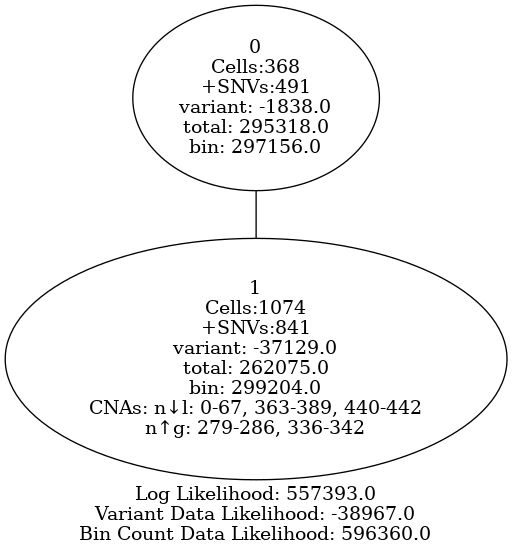 0
Cells:368
+SNVs:491
variant: -1838.0
total: 295318.0
bin: 297156.0
1
Cells:1074
+SNVs:841
variant: -37129.0
total: 262075.0
bin: 299204.0
CNAs: n↓l: 0-67, 363-389, 440-442
n↑g: 279-286, 336-342
Log Likelihood: 557393.0
Variant Data Likelihood: -38967.0
Bin Count Data Likelihood: 596360.0